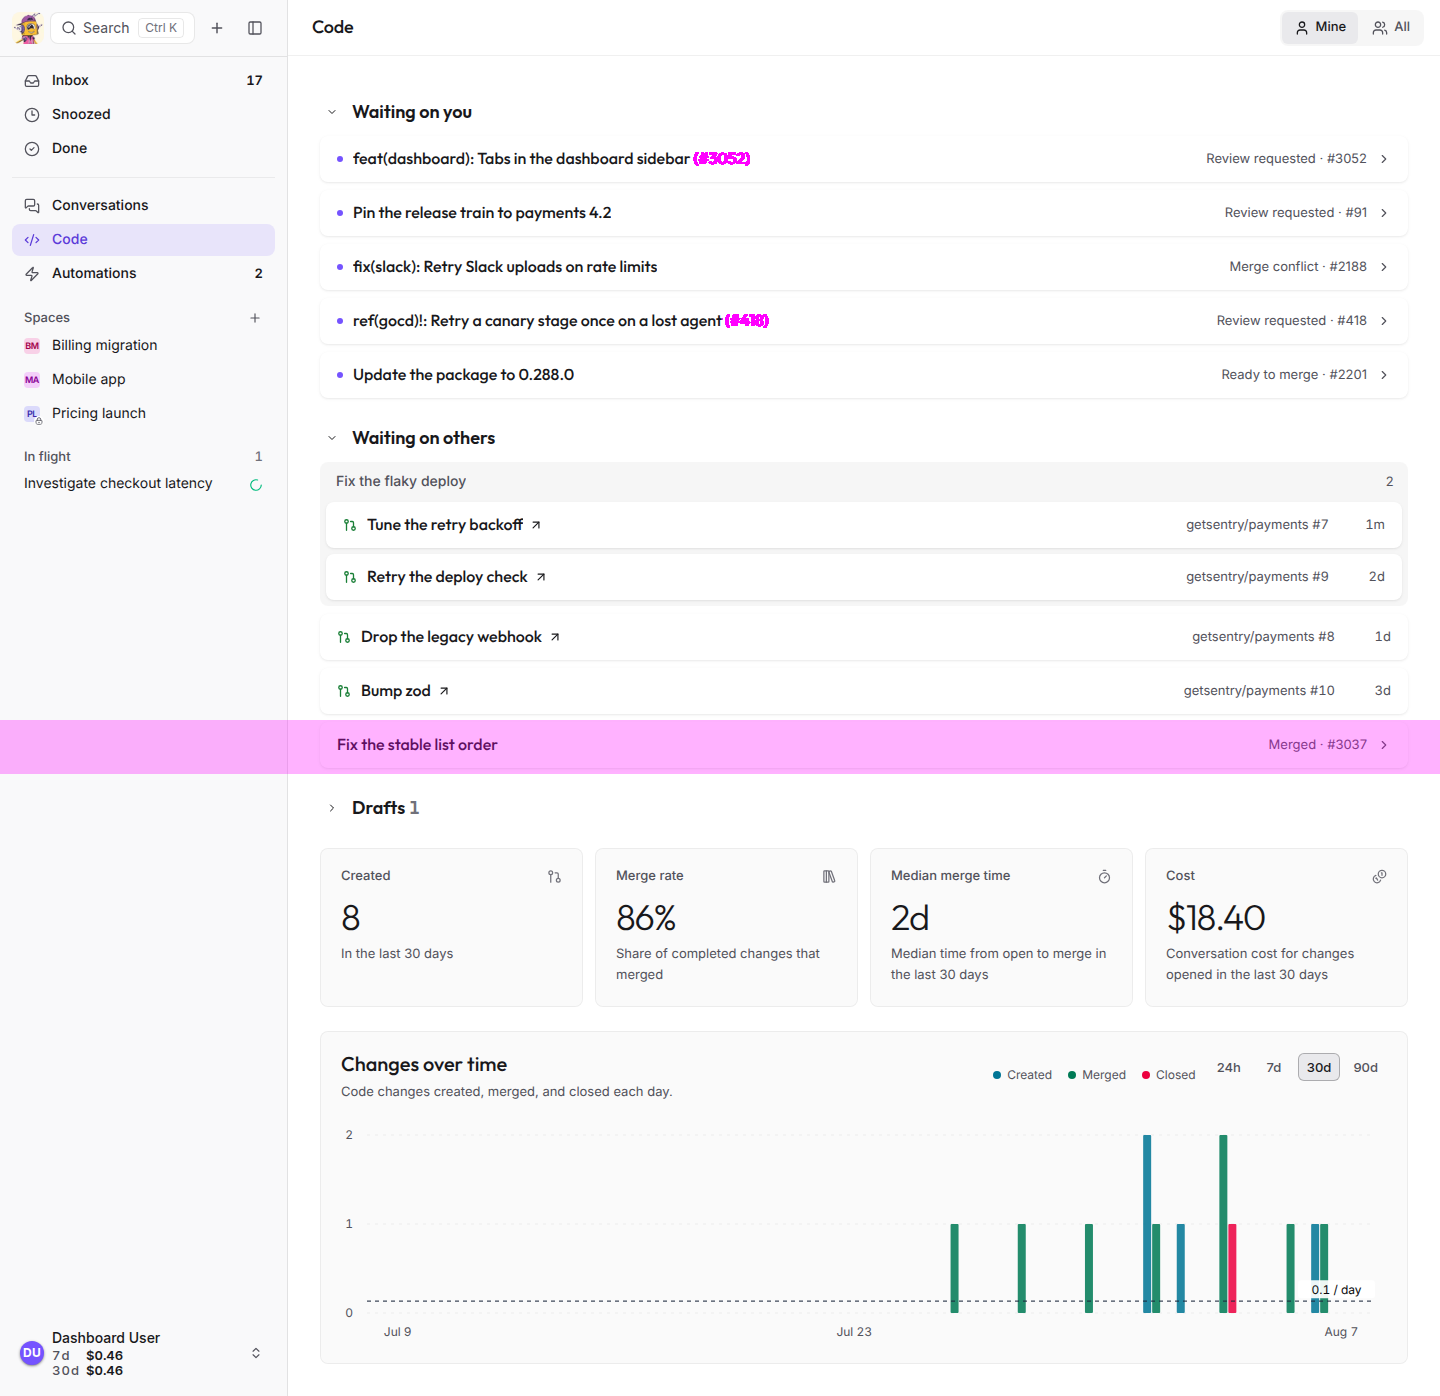 Search Ctrl K
Code
Mine All
Inbox 17
Snoozed
Done
Conversations
Code
Automations 2
Spaces
BM Billing migration
MA Mobile app
PL Pricing launch
In flight 1
Investigate checkout latency
Waiting on you
feat(dashboard): Tabs in the dashboard sidebar (#3052) Review requested · #3052
Pin the release train to payments 4.2 Review requested · #91
fix(slack): Retry Slack uploads on rate limits Merge conflict · #2188
ref(gocd)!: Retry a canary stage once on a lost agent (#418) Review requested · #418
Update the package to 0.288.0 Ready to merge · #2201
Waiting on others
Fix the flaky deploy 2
Tune the retry backoff getsentry/payments #7 1m
Retry the deploy check getsentry/payments #9 2d
Drop the legacy webhook getsentry/payments #8 1d
Bump zod getsentry/payments #10 3d
Fix the stable list order Merged · #3037
Drafts 1
Created
8
In the last 30 days
Merge rate
86%
Share of completed changes that
merged
Median merge time
2d
Median time from open to merge in
the last 30 days
Cost
$18.40
Conversation cost for changes
opened in the last 30 days
Changes over time
Code changes created, merged, and closed each day.
Created Merged Closed 24h 7d 30d 90d
2
1
0
0.1 / day
Jul 9 Jul 23 Aug 7
DU Dashboard User
7d $0.46
30d $0.46